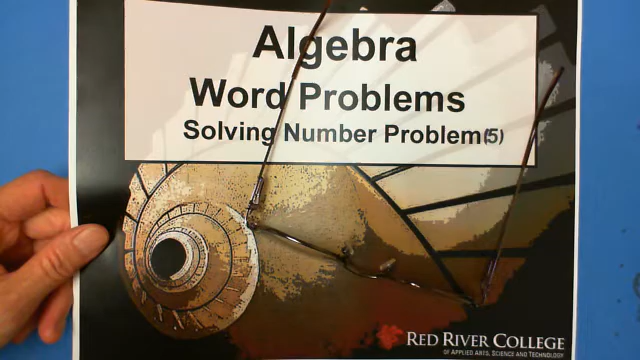 Algebra
Word Problems
Solving Number Problem(5)
RED RIVER COLLEGE
OF APPLIED ARTS, SCIENCE AND TECHNOLOGY